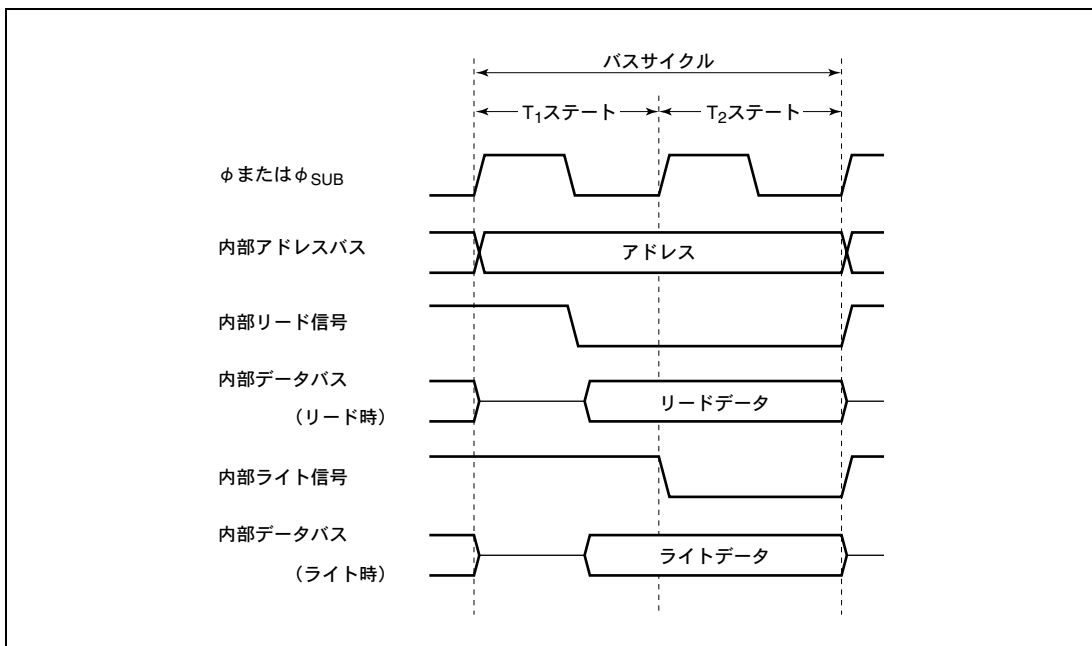 バスサイクル
T1ステート T2ステート
φまたはφSUB
内部アドレスバス アドレス
内部リード信号
内部データバス
（リード時） リードデータ
内部ライト信号
内部データバス
（ライト時） ライトデータ